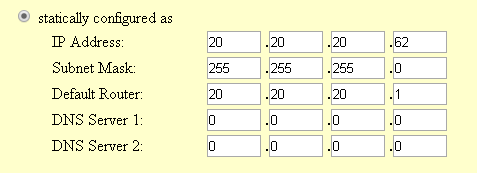 statically configured as
IP Address: 20 .20 .20 .62
Subnet Mask: 255 .255 .255 .0
Default Router: 20 .20 .20 .1
DNS Server 1: 0 .0 .0 .0
DNS Server 2: 0 .0 .0 .0